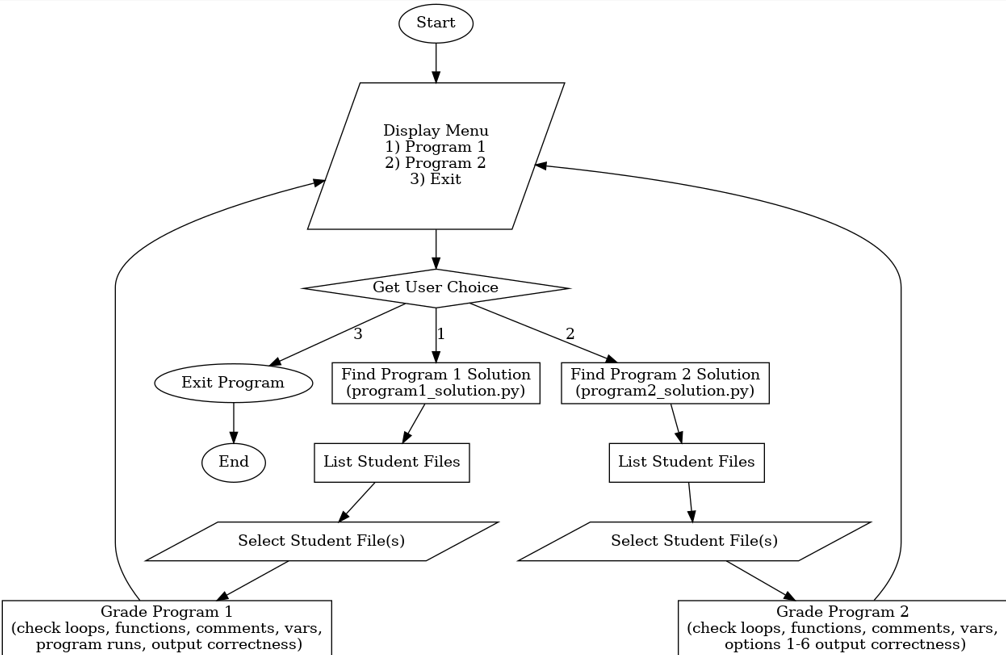 Start
Display Menu
1) Program 1
2) Program 2
3) Exit
Get User Choice
3
1
2
Exit Program
Find Program 1 Solution
(program1_solution.py)
Find Program 2 Solution
(program2_solution.py)
End
List Student Files
List Student Files
Select Student File(s)
Select Student File(s)
Grade Program 1
(check loops, functions, comments, vars,
program runs, output correctness)
Grade Program 2
(check loops, functions, comments, vars,
options 1-6 output correctness)